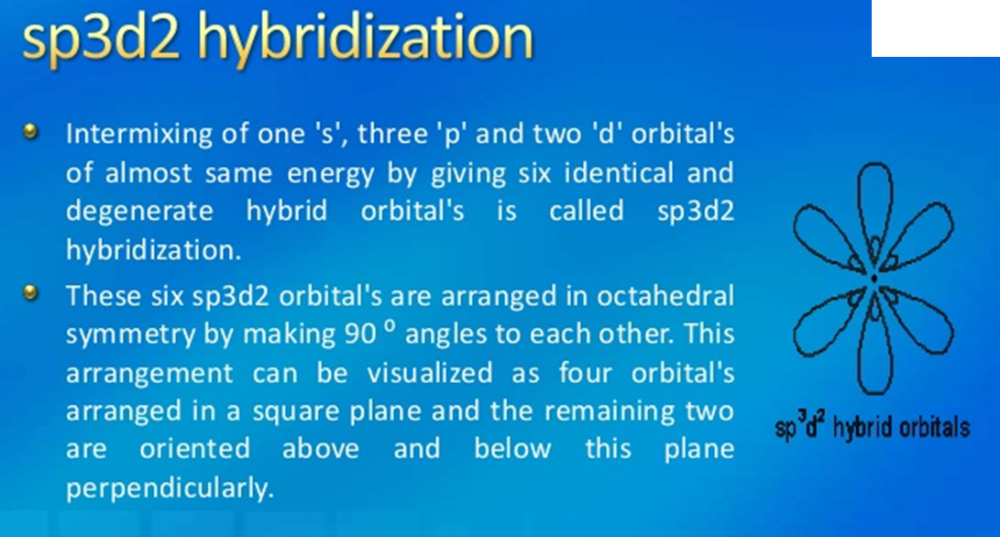 sp3d2 hybridization
Intermixing of one 's', three 'p' and two 'd' orbital's
of almost same energy by giving six identical and
degenerate hybrid orbital's is called sp3d2
hybridization.
These six sp3d2 orbital's are arranged in octahedral
symmetry by making 90 º angles to each other. This
arrangement can be visualized as four orbital's
arranged in a square plane and the remaining two
are oriented above and below this plane
perpendicularly.
sp³d² hybrid orbitals